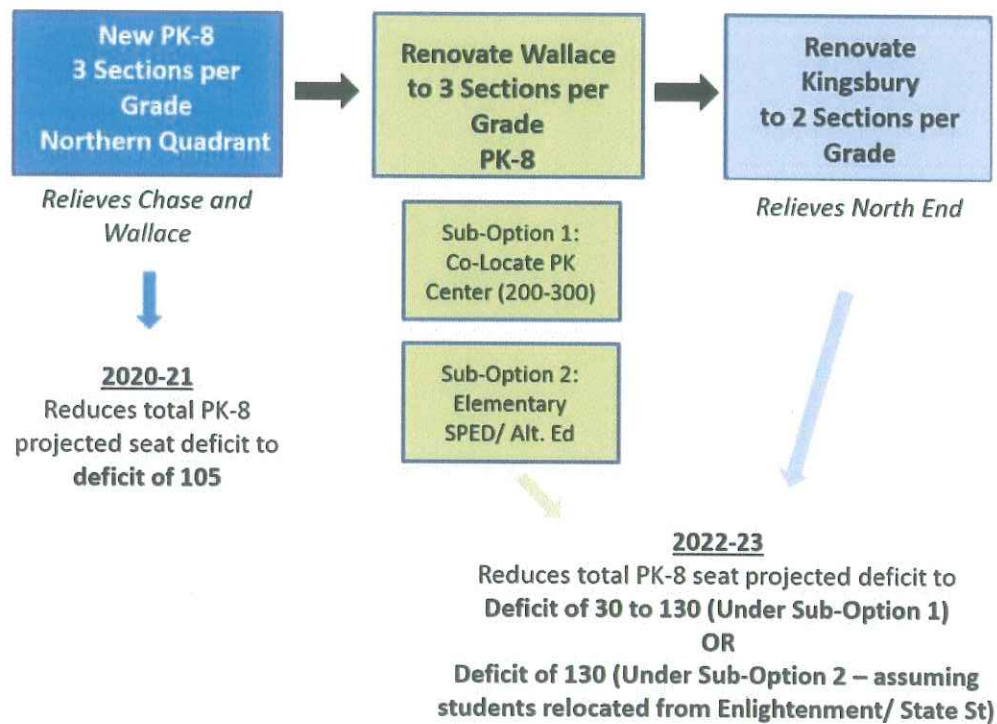 New PK-8
3 Sections per
Grade
Northern Quadrant
Relieves Chase and
Wallace
2020-21
Reduces total PK-8
projected seat deficit to
deficit of 105
Renovate Wallace
to 3 Sections per
Grade
PK-8
Sub-Option 1:
Co-Locate PK
Center (200-300)
Sub-Option 2:
Elementary
SPED/ Alt. Ed
Renovate
Kingsbury
to 2 Sections per
Grade
Relieves North End
2022-23
Reduces total PK-8 seat projected deficit to
Deficit of 30 to 130 (Under Sub-Option 1)
OR
Deficit of 130 (Under Sub-Option 2 – assuming
students relocated from Enlightenment/ State St)